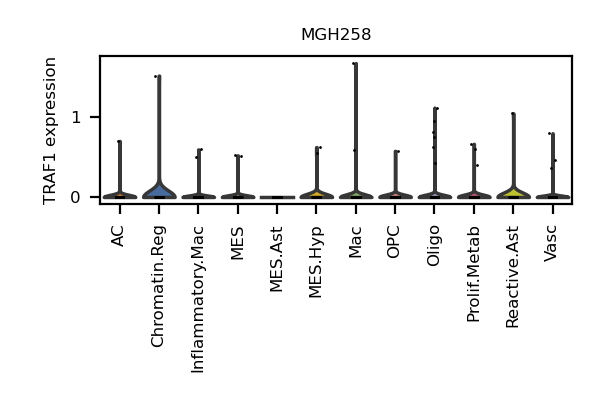 MGH258
TRAF1 expression
1
0
AC
Chromatin.Reg
Inflammatory.Mac
MES
MES.Ast
MES.Hyp
Mac
OPC
Oligo
Prolif.Metab
Reactive.Ast
Vasc